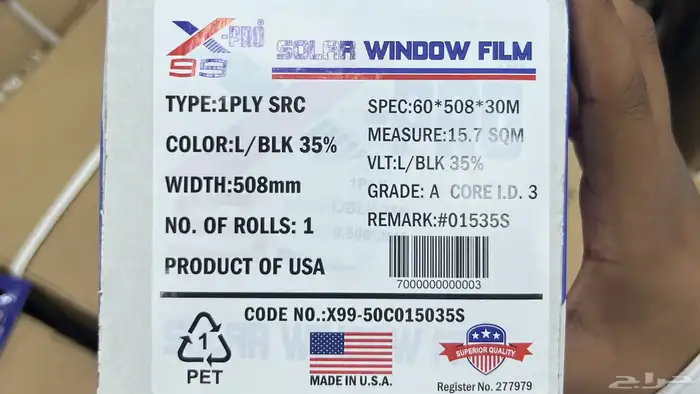 X-PRO®
99
SOLAR WINDOW FILM
TYPE:1PLY SRC
COLOR:L/BLK 35%
WIDTH:508mm
NO. OF ROLLS: 1
PRODUCT OF USA
SPEC:60*508*30M
MEASURE:15.7 SQM
VLT:L/BLK 35%
GRADE: A CORE I.D. 3
REMARK:#01535S
7000000000003
CODE NO.:X99-50C015035S
1
PET
MADE IN U.S.A.
SUPERIOR QUALITY
Register No. 277979
حراج